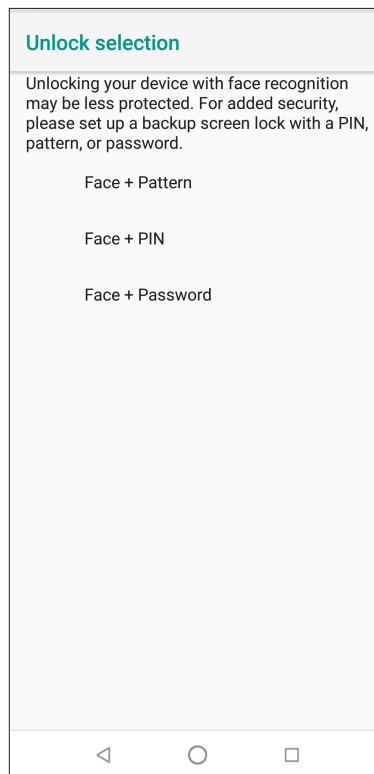 Unlock selection
Unlocking your device with face recognition
may be less protected. For added security,
please set up a backup screen lock with a PIN,
pattern, or password.
Face + Pattern
Face + PIN
Face + Password